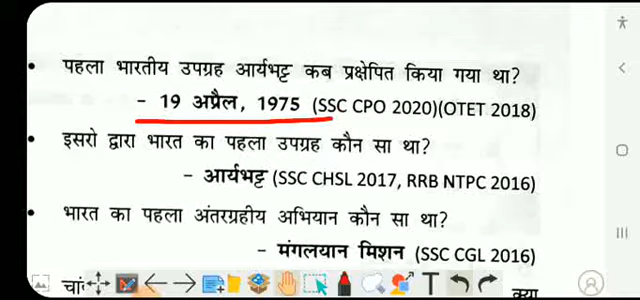 • पहला भारतीय उपग्रह आर्यभट्ट कब प्रक्षेपित किया गया था?
– 19 अप्रैल, 1975 (SSC CPO 2020)(OTET 2018)
• इसरो द्वारा भारत का पहला उपग्रह कौन सा था?
– आर्यभट्ट (SSC CHSL 2017, RRB NTPC 2016)
• भारत का पहला अंतरग्रहीय अभियान कौन सा था?
– मंगलयान मिशन (SSC CGL 2016)
क्या